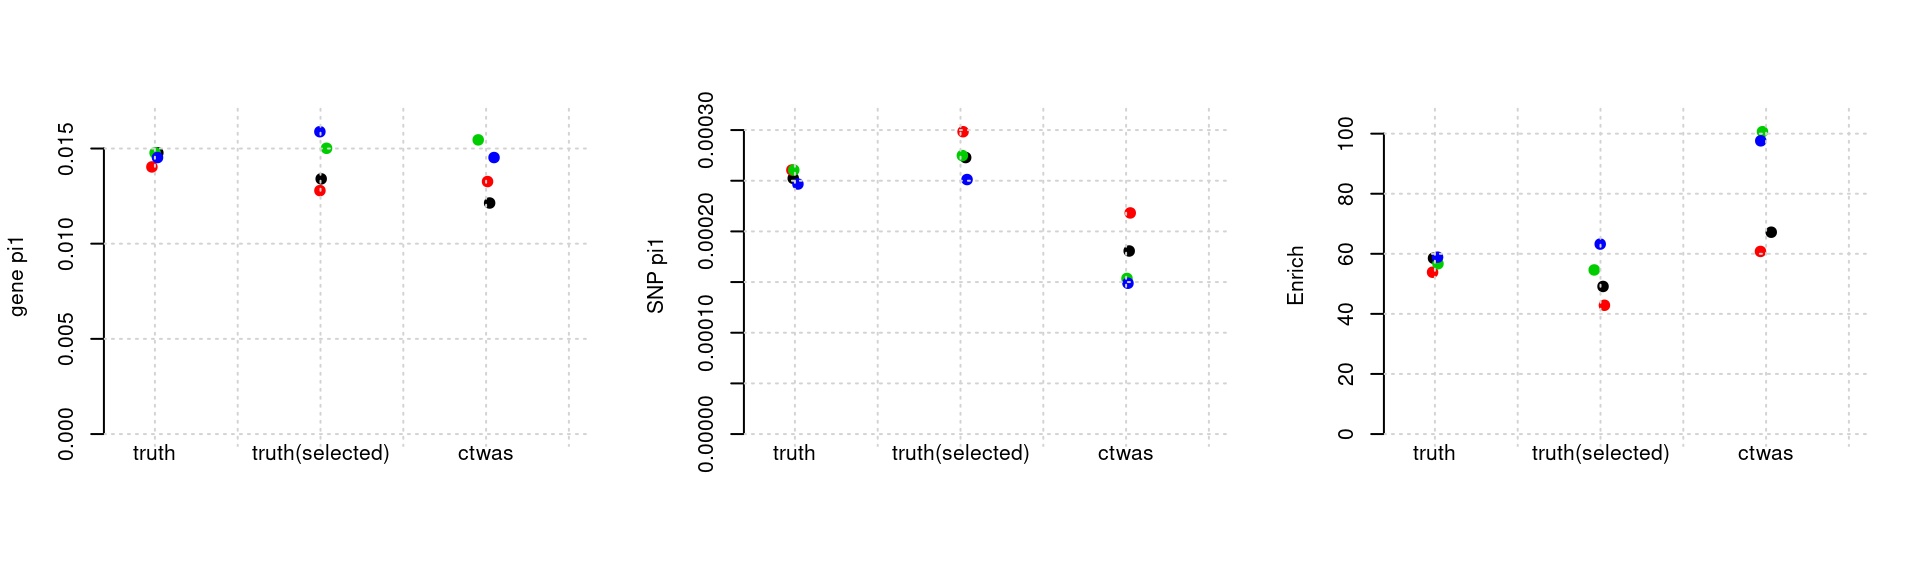 gene pi1
0.000
0.005
0.010
0.015
truth
truth(selected)
ctwas
SNP pi1
0.00000
0.00010
0.00020
0.00030
truth
truth(selected)
ctwas
Enrich
0
20
40
60
80
100
truth
truth(selected)
ctwas